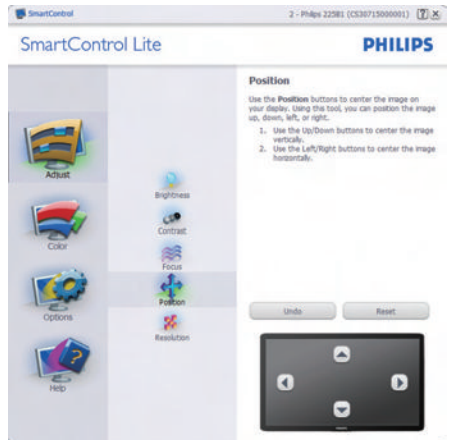 SmartControl
2 - Philips 225B1 (CS30715000001)
SmartControl Lite
PHILIPS
Adjust
Color
Options
Help
Brightness
Contrast
Focus
Position
Resolution
Position
Use the Position buttons to center the image on
your display. Using this tool, you can position the image
up, down, left, or right.
1. Use the Up/Down buttons to center the image
vertically.
2. Use the Left/Right buttons to center the image
horizontally.
Undo
Reset